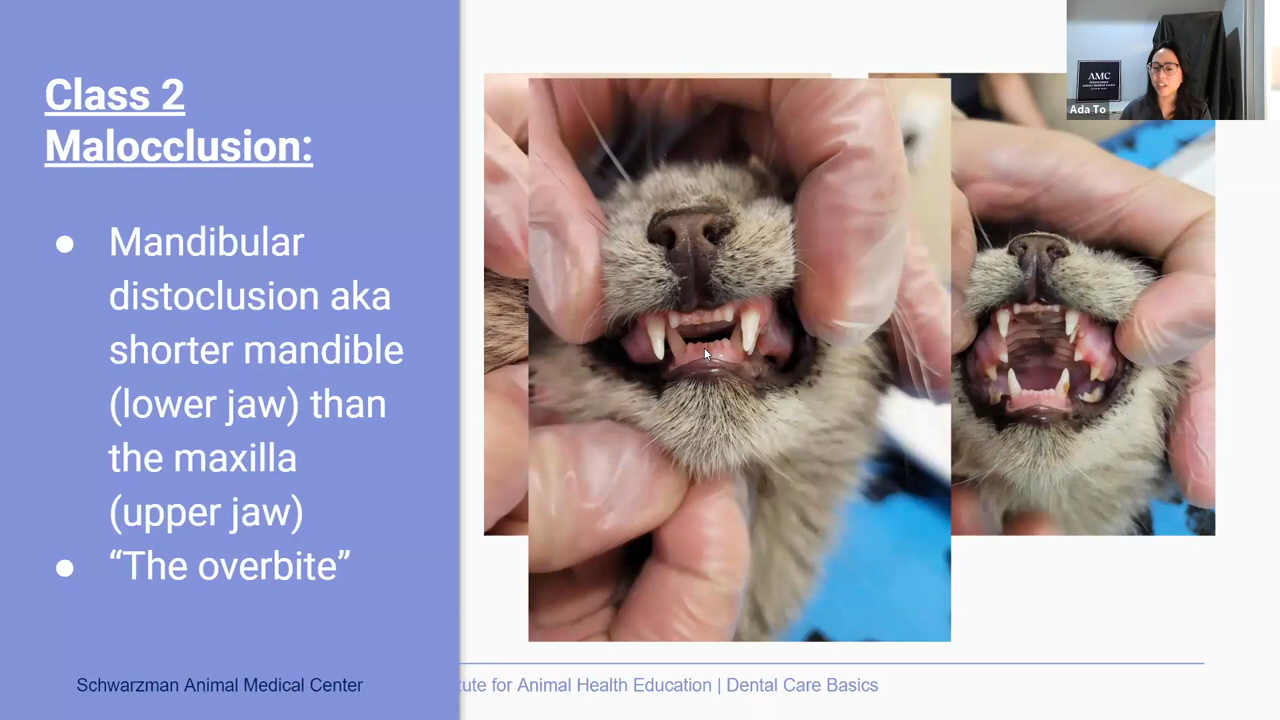 Class 2
Malocclusion:
● Mandibular
distoclusion aka
shorter mandible
(lower jaw) than
the maxilla
(upper jaw)
● “The overbite”
AMC
Ada To
Schwarzman Animal Medical Center
tute for Animal Health Education | Dental Care Basics